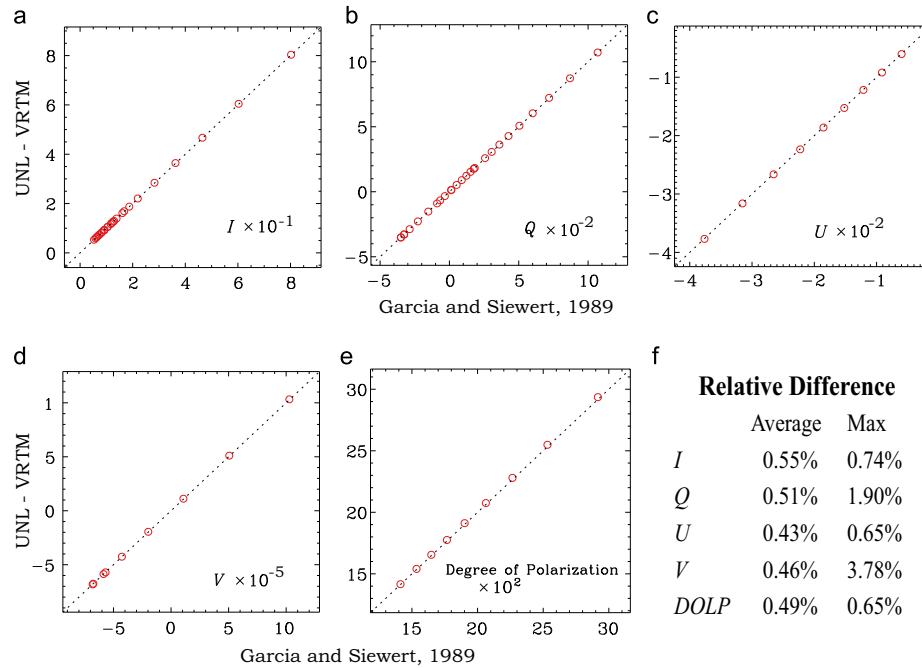 a
UNL - VRTM
8
6
4
2
0
I ×10⁻¹
0 2 4 6 8
b
10
5
0
−5
Q ×10⁻²
−5 0 5 10
Garcia and Siewert, 1989
c
−1
−2
−3
−4
U ×10⁻²
−4 −3 −2 −1
d
UNL - VRTM
1
5
0
−5
V ×10⁻⁵
−5 0 5 10
e
30
25
20
15
Degree of Polarization
×10²
15 20 25 30
Garcia and Siewert, 1989
f
Relative Difference
Average Max
I 0.55% 0.74%
Q 0.51% 1.90%
U 0.43% 0.65%
V 0.46% 3.78%
DOLP 0.49% 0.65%